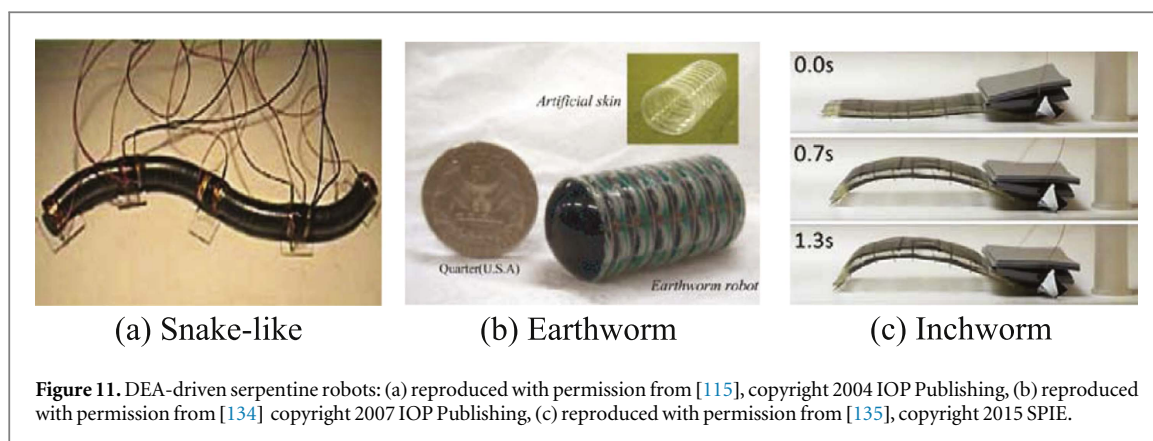 0.0s
Artificial skin
0.7s
1.3s
Quarter(U.S.A)
Earthworm robot
(a) Snake-like
(b) Earthworm
(c) Inchworm
Figure 11. DEA-driven serpentine robots: (a) reproduced with permission from [115], copyright 2004 IOP Publishing, (b) reproduced
with permission from [134] copyright 2007 IOP Publishing, (c) reproduced with permission from [135], copyright 2015 SPIE.